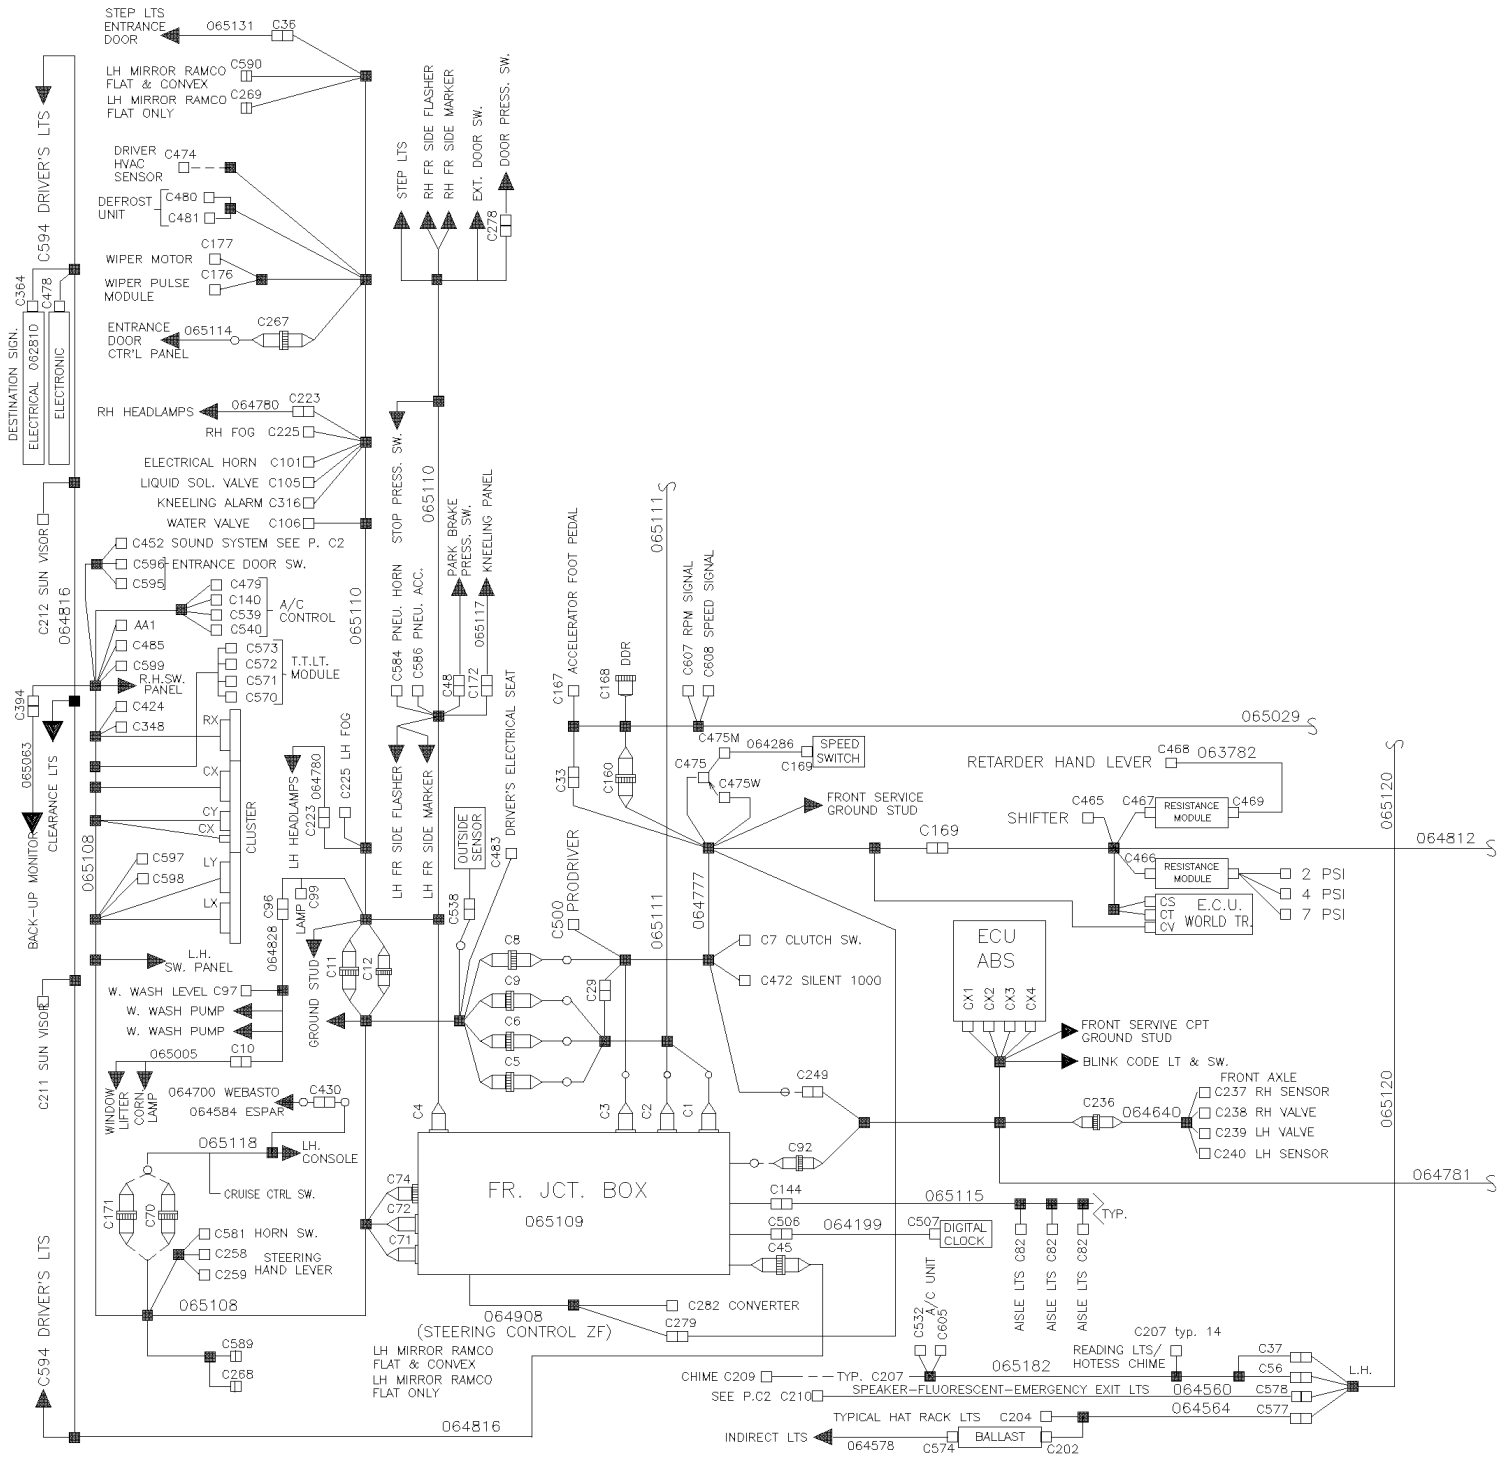 STEP LTS
ENTRANCE
DOOR
065131
C36
LH MIRROR RAMCO
FLAT & CONVEX
C590
LH MIRROR RAMCO
FLAT ONLY
C269
C594 DRIVER'S LTS
DRIVER
HVAC
SENSOR
C474
DEFROST
UNIT
C480
C481
WIPER MOTOR
C177
WIPER PULSE
MODULE
C176
ENTRANCE
DOOR
CTR'L PANEL
065114
C267
STEP LTS
RH FR SIDE FLASHER
RH FR SIDE MARKER
EXT. DOOR SW.
DOOR PRESS. SW.
C278
C364
C478
DESTINATION SIGN.
ELECTRICAL 062810
ELECTRONIC
RH HEADLAMPS
064780
C223
RH FOG C225
ELECTRICAL HORN C101
LIQUID SOL. VALVE C105
KNEELING ALARM C316
WATER VALVE C106
STOP PRESS. SW.
065110
C212 SUN VISOR
064816
C452 SOUND SYSTEM SEE P. C2
C596
C595
ENTRANCE DOOR SW.
C479
C140
C539
C540
A/C
CONTROL
065110
AA1
C485
C599
R.H.SW.
PANEL
C573
C572
C571
C570
T.T.LT.
MODULE
C424
C348
C394
065063
BACK-UP MONITOR
CLEARANCE LTS
065108
RX
CX
CY
CX
LY
LX
CLUSTER
C597
C598
C584 PNEU. HORN
C586 PNEU. ACC.
PARK BRAKE
PRESS. SW.
C48
KNEELING PANEL
065117
C172
LH FR SIDE FLASHER
LH FR SIDE MARKER
LH HEADLAMPS
064780
C223
C225 LH FOG
DRIVER'S ELECTRICAL SEAT
C483
OUTSIDE
SENSOR
C538
065111
ACCELERATOR FOOT PEDAL
C167
DDR
C168
C607 RPM SIGNAL
C608 SPEED SIGNAL
065029
C33
C160
C475M
C475
C475W
064286
C169
SPEED
SWITCH
FRONT SERVICE
GROUND STUD
RETARDER HAND LEVER
C468
063782
SHIFTER
C465
C467
RESISTANCE
MODULE
C469
C466
RESISTANCE
MODULE
2 PSI
4 PSI
7 PSI
CS
CT
CV
E.C.U.
WORLD TR.
C169
064812
065120
C96
LAMP
C99
064828
L.H.
SW. PANEL
W. WASH LEVEL C97
W. WASH PUMP
W. WASH PUMP
GROUND STUD
C11
C12
C211 SUN VISOR
065005
C10
WINDOW
LIFTER
CORN.
LAMP
064700 WEBASTO
064584 ESPAR
C430
C8
C9
C6
C5
C500 PRODRIVER
C29
065111
064777
C7 CLUTCH SW.
C472 SILENT 1000
ECU
ABS
CX1
CX2
CX3
CX4
FRONT SERVIVE CPT
GROUND STUD
BLINK CODE LT & SW.
FRONT AXLE
C237 RH SENSOR
C238 RH VALVE
C239 LH VALVE
C240 LH SENSOR
C236
064640
064781
065120
C249
C92
C4
C3
C2
C1
FR. JCT. BOX
065109
C74
C72
C71
065118
LH.
CONSOLE
CRUISE CTRL SW.
C171
C70
C581 HORN SW.
C258
C259
STEERING
HAND LEVER
065108
C144
065115
TYP.
C506
064199
C507
DIGITAL
CLOCK
C45
AISLE LTS C82
AISLE LTS C82
AISLE LTS C82
C594 DRIVER'S LTS
C589
C268
LH MIRROR RAMCO
FLAT & CONVEX
LH MIRROR RAMCO
FLAT ONLY
064908
(STEERING CONTROL ZF)
C282 CONVERTER
C279
064816
C532
A/C UNIT
C605
CHIME C209
TYP. C207
065182
READING LTS/
HOTESS CHIME
C207 typ. 14
C37
C56
C578
C577
L.H.
SEE P.C2 C210
SPEAKER-FLUORESCENT-EMERGENCY EXIT LTS
064560
TYPICAL HAT RACK LTS C204
064564
INDIRECT LTS
064578
C574
BALLAST
C202